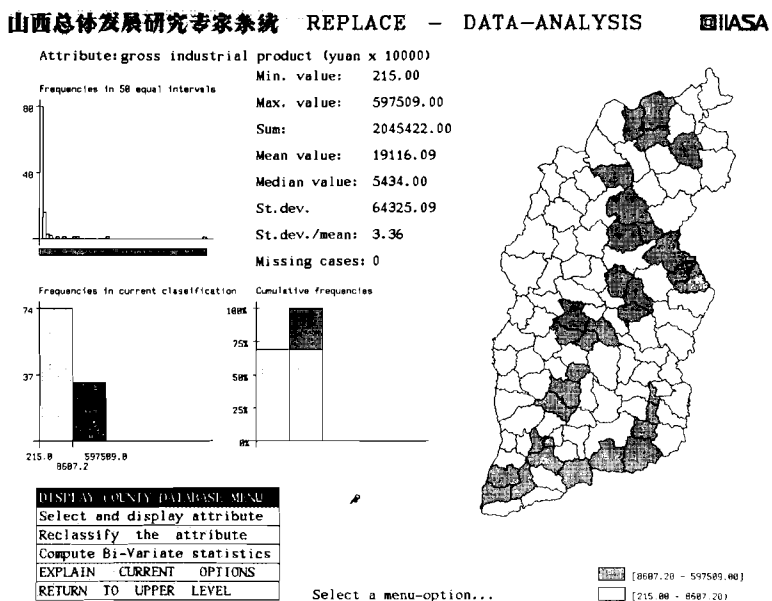 山西总体发展研究专家系统 REPLACE – DATA-ANALYSIS IIASA
Attribute: gross industrial product (yuan x 10000)
Frequencies in 50 equal intervals
80
40
Min. value: 215.00
Max. value: 597509.00
Sum: 2045422.00
Mean value: 19116.09
Median value: 5434.00
St.dev. 64325.09
St.dev./mean: 3.36
Missing cases: 0
Frequencies in current classification
74
37
215.0 597509.0
8607.2
Cumulative frequencies
100%
75%
50%
25%
0%
DISPLAY COUNTY DATABASE MENU
Select and display attribute
Reclassify the attribute
Compute Bi-Variate statistics
EXPLAIN CURRENT OPTIONS
RETURN TO UPPER LEVEL
Select a menu-option...
[8607.20 - 597509.00]
[215.00 - 8607.20)